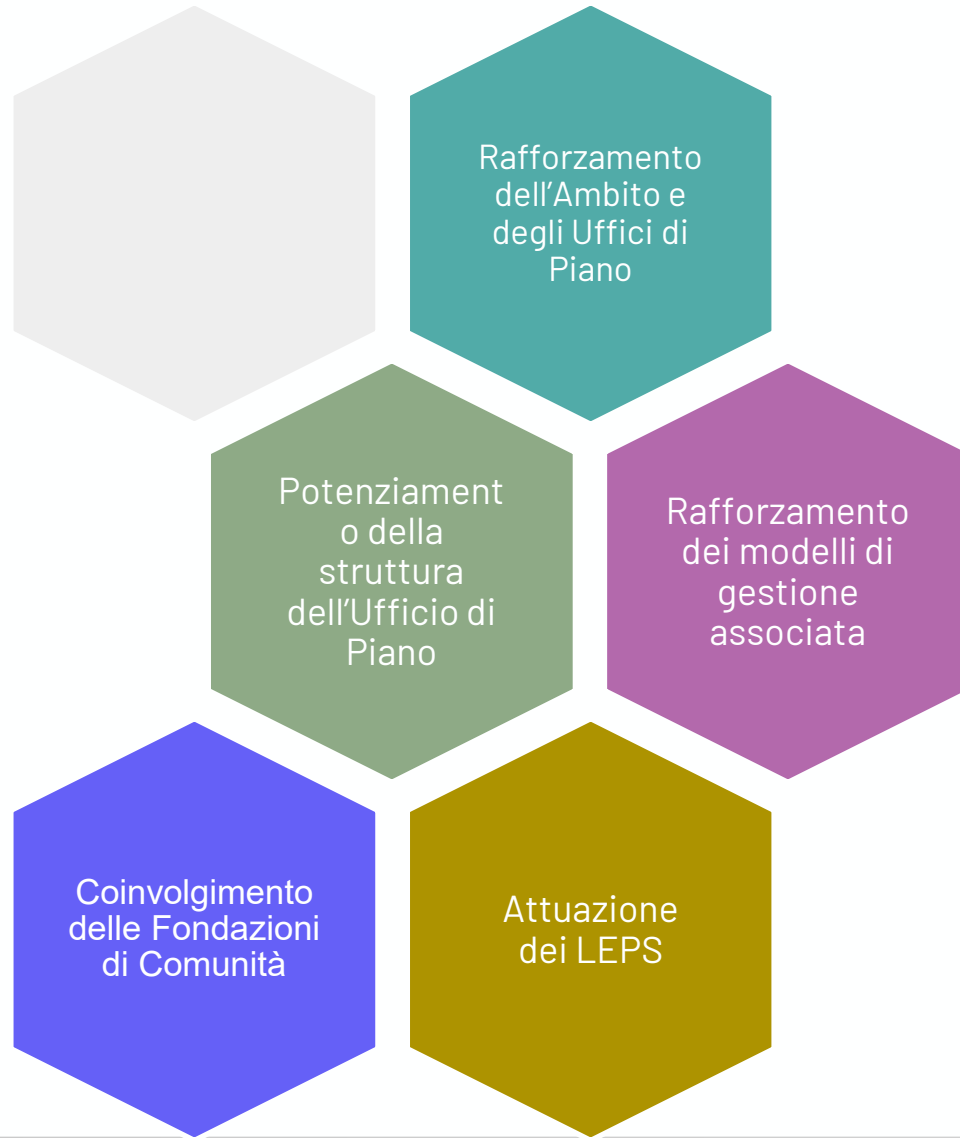 Rafforzamento
dell’Ambito e
degli Uffici di
Piano
Potenziament
o della
struttura
dell’Ufficio di
Piano
Rafforzamento
dei modelli di
gestione
associata
Coinvolgimento
delle Fondazioni
di Comunità
Attuazione
dei LEPS